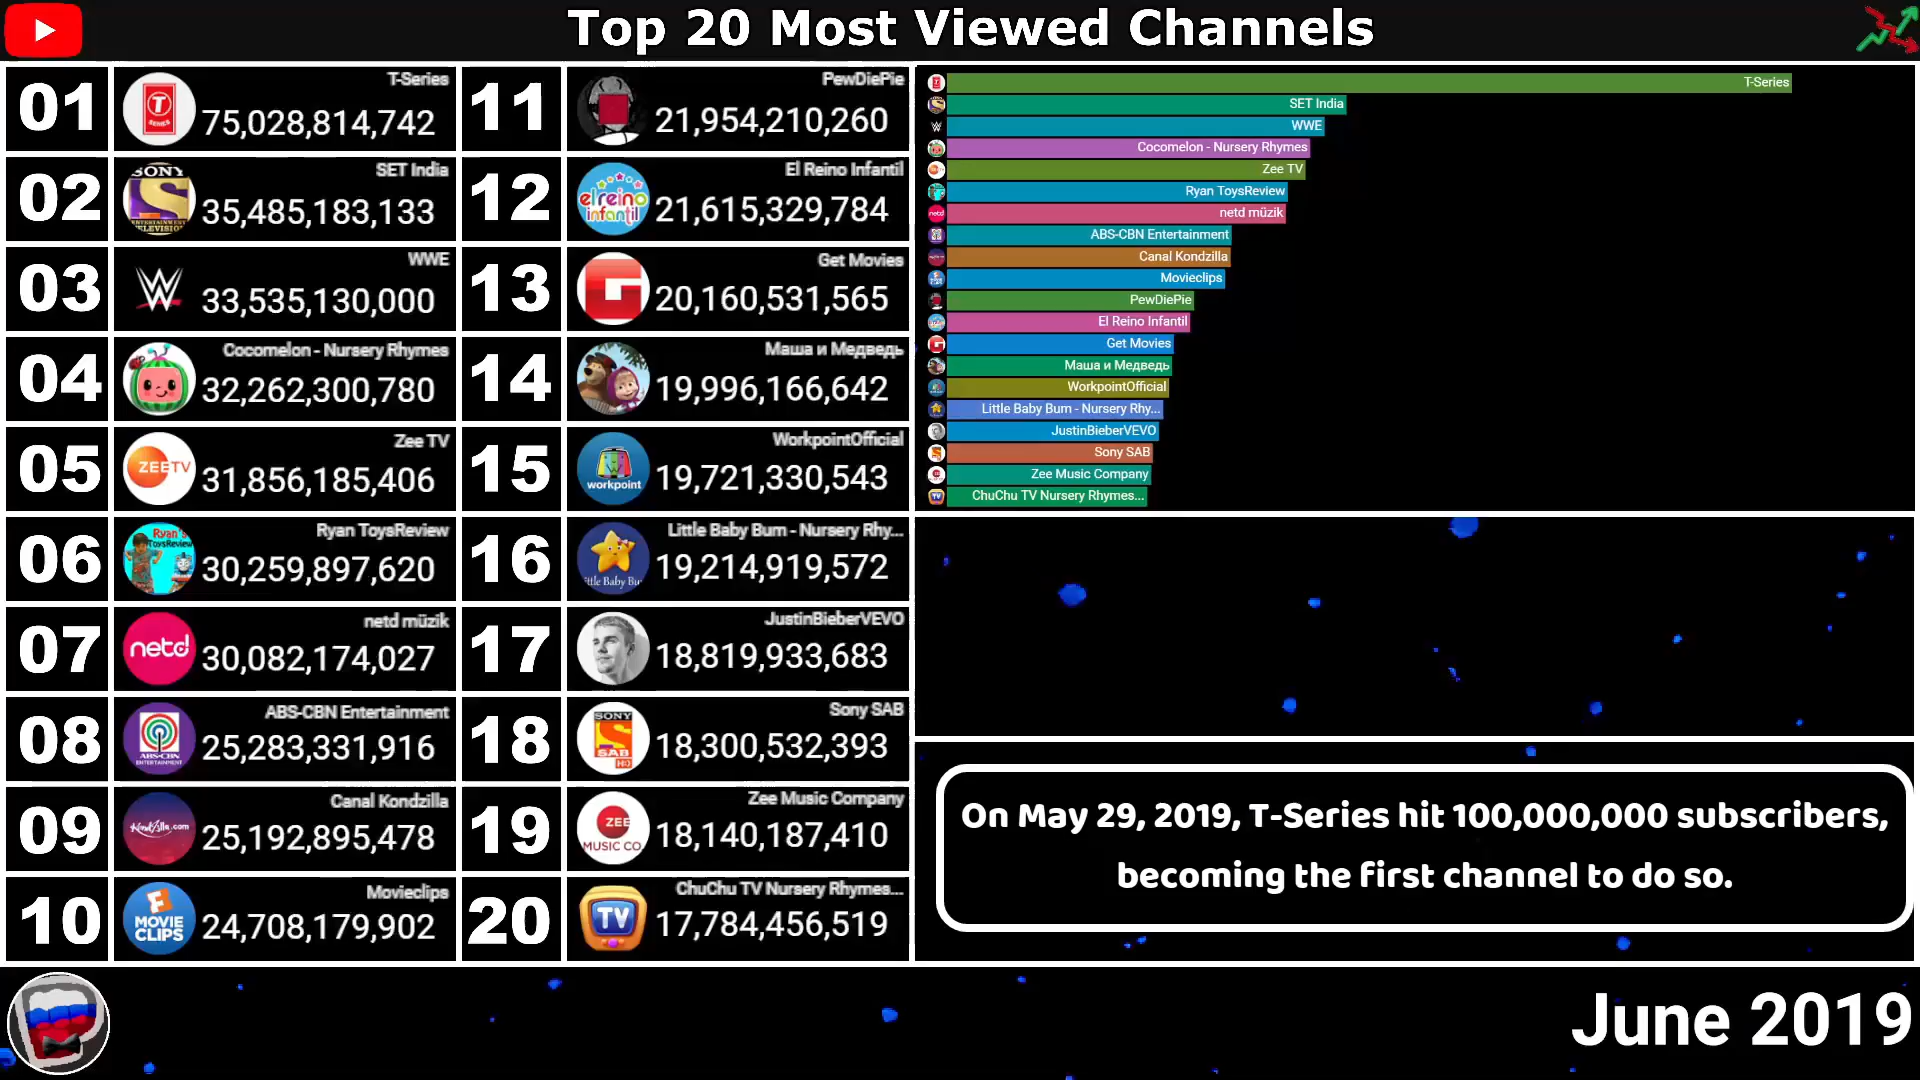 Top 20 Most Viewed Channels
01
T-Series
75,028,814,742
02
SET India
35,485,183,133
03
WWE
33,535,130,000
04
Cocomelon - Nursery Rhymes
32,262,300,780
05
Zee TV
31,856,185,406
06
Ryan ToysReview
30,259,897,620
07
netd müzik
30,082,174,027
08
ABS-CBN Entertainment
25,283,331,916
09
Canal Kondzilla
25,192,895,478
10
Movieclips
24,708,179,902
11
PewDiePie
21,954,210,260
12
El Reino Infantil
21,615,329,784
13
Get Movies
20,160,531,565
14
Маша и Медведь
19,996,166,642
15
WorkpointOfficial
19,721,330,543
16
Little Baby Bum - Nursery Rhy...
19,214,919,572
17
JustinBieberVEVO
18,819,933,683
18
Sony SAB
18,300,532,393
19
Zee Music Company
18,140,187,410
20
ChuChu TV Nursery Rhymes...
17,784,456,519
T-Series
SET India
WWE
Cocomelon - Nursery Rhymes
Zee TV
Ryan ToysReview
netd müzik
ABS-CBN Entertainment
Canal Kondzilla
Movieclips
PewDiePie
El Reino Infantil
Get Movies
Маша и Медведь
WorkpointOfficial
Little Baby Bum - Nursery Rhy...
JustinBieberVEVO
Sony SAB
Zee Music Company
ChuChu TV Nursery Rhymes...
On May 29, 2019, T-Series hit 100,000,000 subscribers,
becoming the first channel to do so.
June 2019